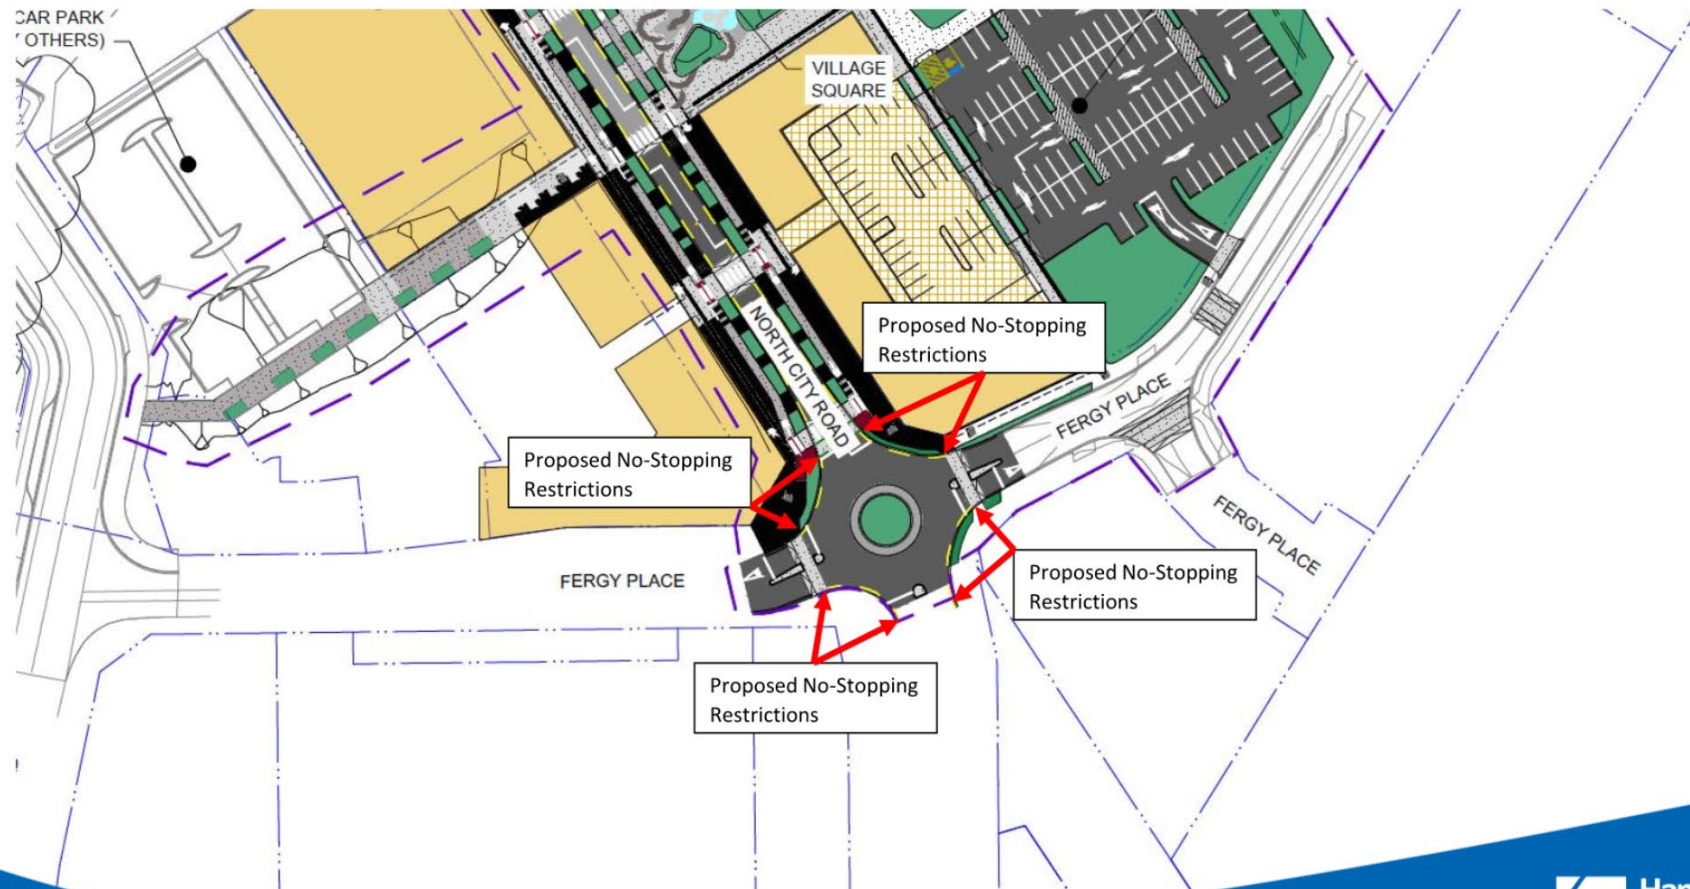 CAR PARK
OTHERS)
VILLAGE
SQUARE
Proposed No-Stopping
Restrictions
NORTH CITY ROAD
FERGY PLACE
Proposed No-Stopping
Restrictions
FERGY PLACE
FERGY PLACE
Proposed No-Stopping
Restrictions
Proposed No-Stopping
Restrictions